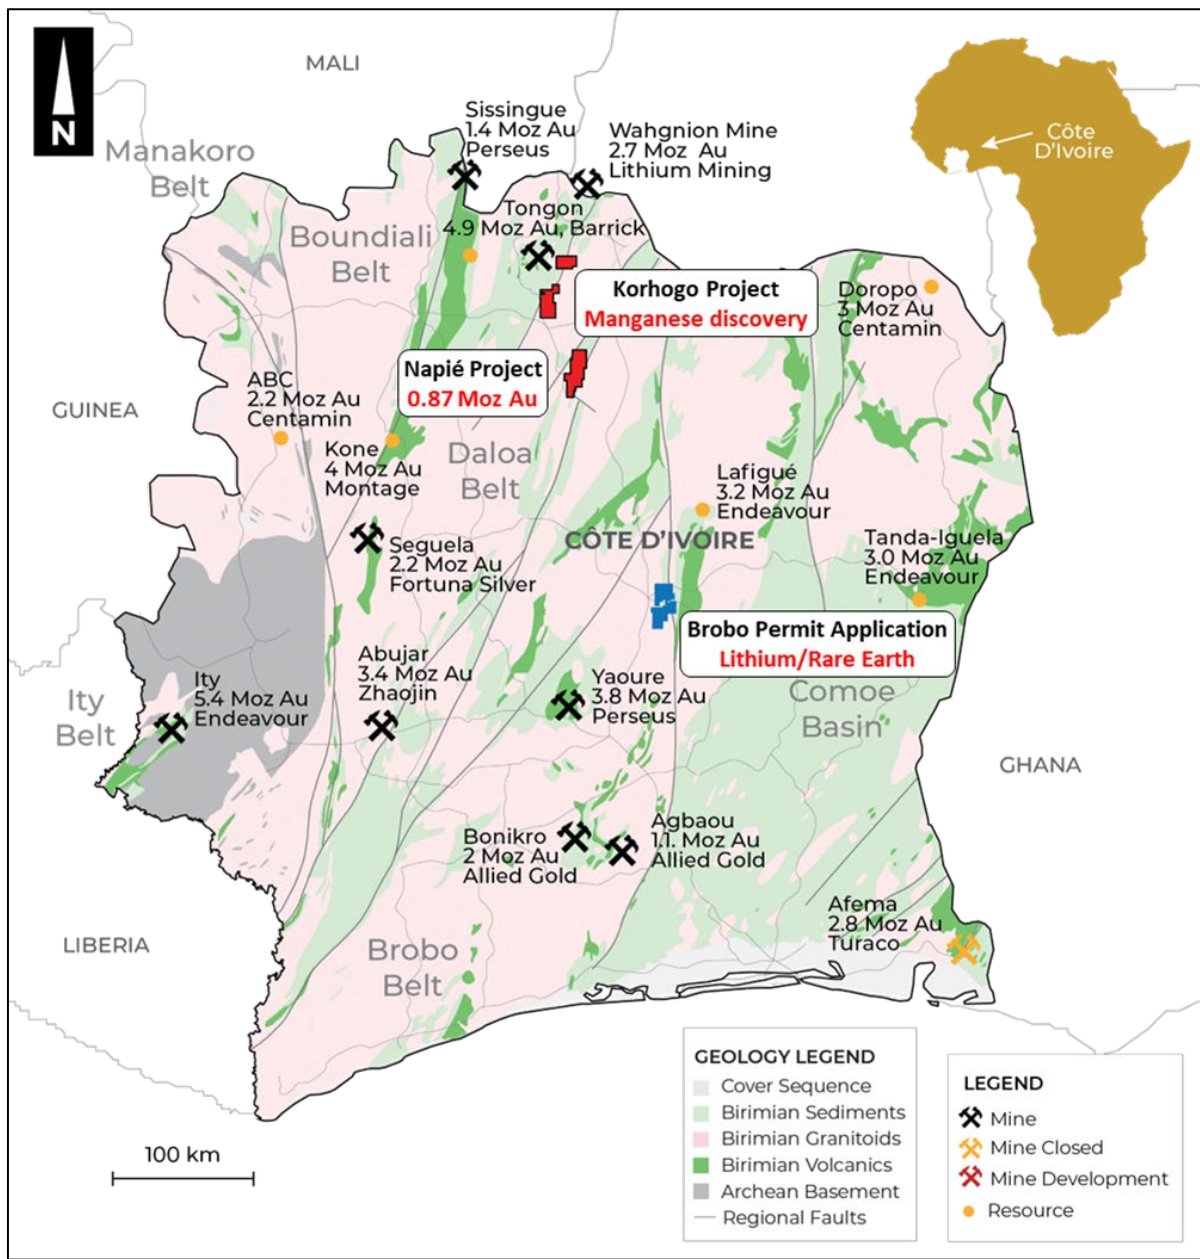 N
MALI
Côte
D'Ivoire
Manakoro
Belt
Sissingue
1.4 Moz Au
Perseus
Wahgnion Mine
2.7 Moz Au
Lithium Mining
Tongon
4.9 Moz Au, Barrick
Boundiali
Belt
Korhogo Project
Manganese discovery
Doropo
3 Moz Au
Centamin
Napié Project
0.87 Moz Au
GUINEA
ABC
2.2 Moz Au
Centamin
Kone
4 Moz Au
Montage
Daloa
Belt
Lafigué
3.2 Moz Au
Endeavour
CÔTE D'IVOIRE
Tanda-Iguela
3.0 Moz Au
Endeavour
Seguela
2.2 Moz Au
Fortuna Silver
Brobo Permit Application
Lithium/Rare Earth
Abujar
3.4 Moz Au
Zhaojin
Ity
5.4 Moz Au
Endeavour
Ity
Belt
Yaoure
3.8 Moz Au
Perseus
Comoe
Basin
GHANA
Bonikro
2 Moz Au
Allied Gold
Agbaou
1.1. Moz Au
Allied Gold
Afema
2.8 Moz Au
Turaco
LIBERIA
Brobo
Belt
100 km
GEOLOGY LEGEND
Cover Sequence
Birimian Sediments
Birimian Granitoids
Birimian Volcanics
Archean Basement
Regional Faults
LEGEND
Mine
Mine Closed
Mine Development
Resource